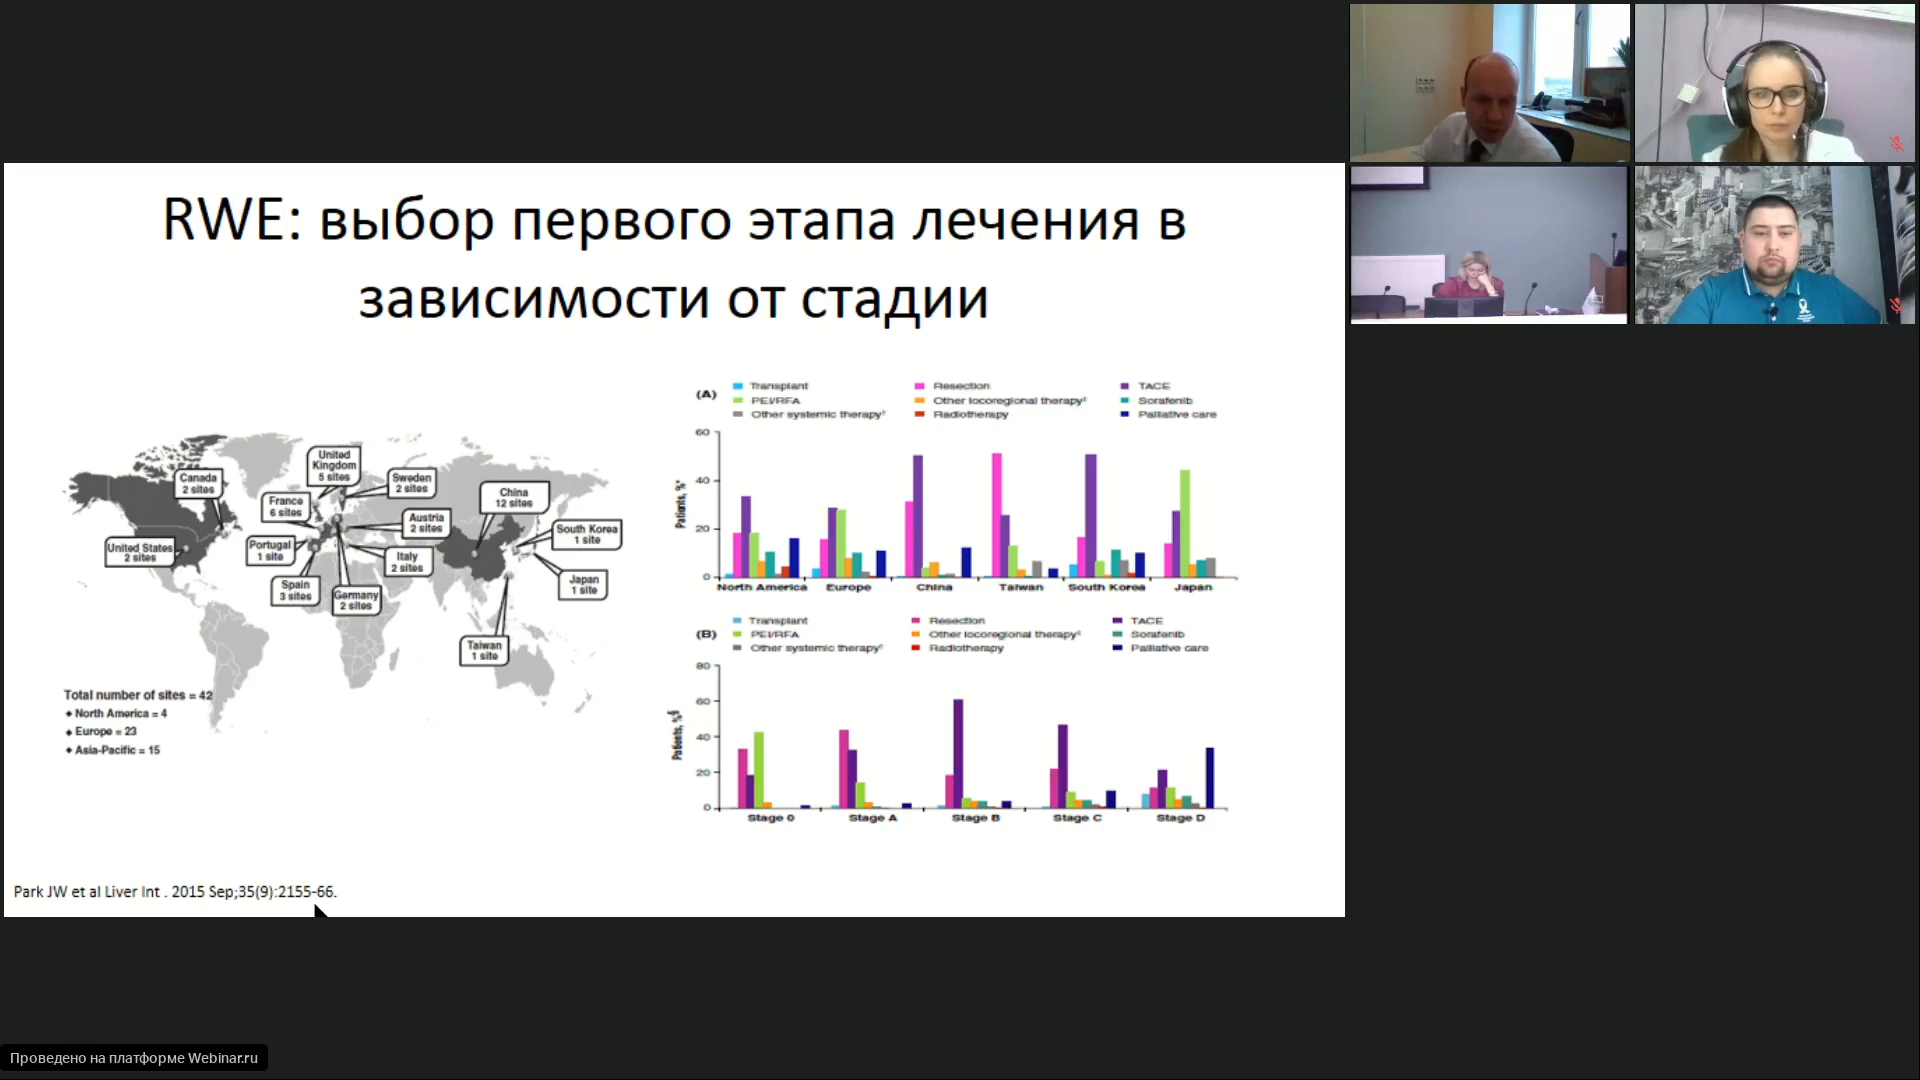 RWE: выбор первого этапа лечения в
зависимости от стадии
United
Kingdom
5 sites
Canada
2 sites
Sweden
2 sites
China
12 sites
France
6 sites
Austria
2 sites
South Korea
1 site
United States
2 sites
Portugal
1 site
Italy
2 sites
Japan
1 site
Spain
3 sites
Germany
2 sites
Taiwan
1 site
Total number of sites = 42
♦ North America = 4
♦ Europe = 23
♦ Asia-Pacific = 15
(A)
Transplant Resection TACE
PEI/RFA Other locoregional therapy‡ Sorafenib
Other systemic therapy† Radiotherapy Palliative care
Patients, %*
60
40
20
0
North America Europe China Taiwan South Korea Japan
(B)
Transplant Resection TACE
PEI/RFA Other locoregional therapy Sorafenib
Other systemic therapy Radiotherapy Palliative care
Patients, %§
80
60
40
20
0
Stage 0 Stage A Stage B Stage C Stage D
Park JW et al Liver Int . 2015 Sep;35(9):2155-66.
Проведено на платформе Webinar.ru